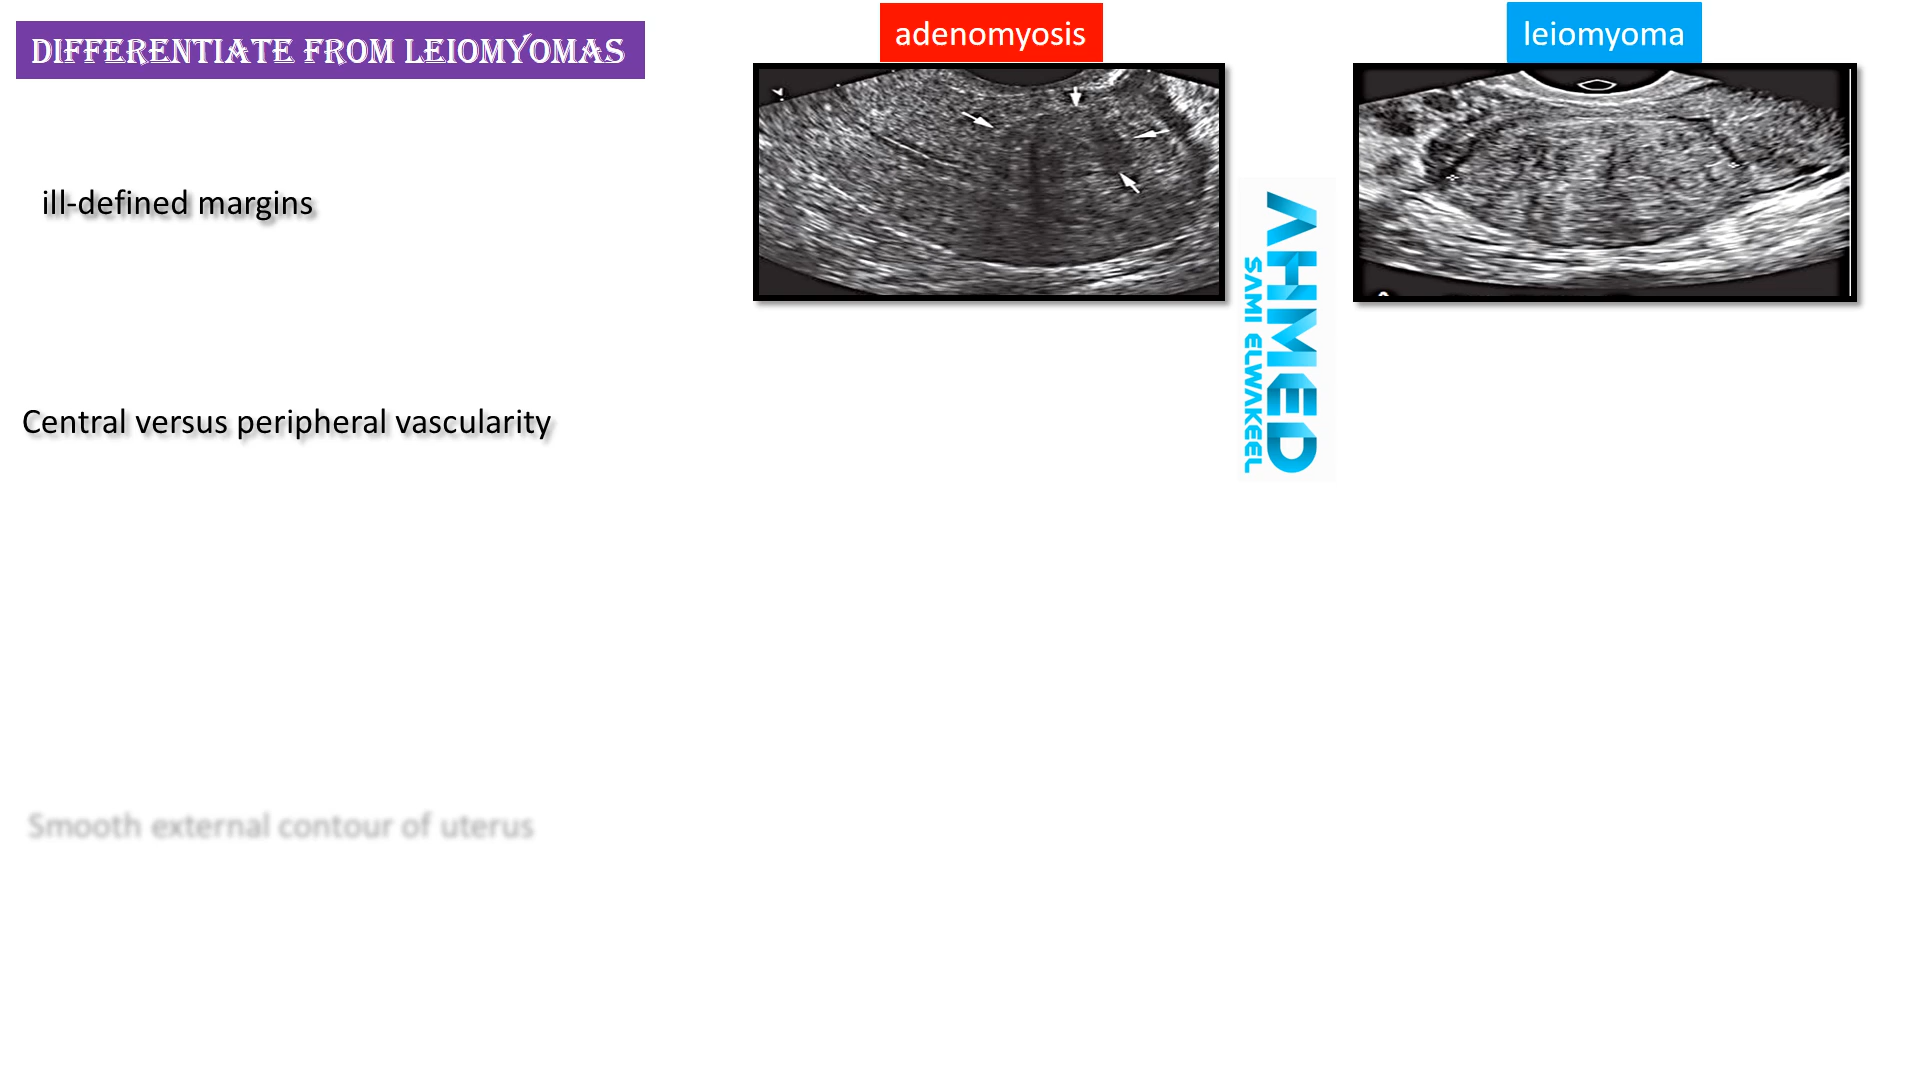 DIFFERENTIATE FROM LEIOMYOMAS
adenomyosis
leiomyoma
ill-defined margins
AHMED
SAMI ELWAKEEL
Central versus peripheral vascularity
Smooth external contour of uterus